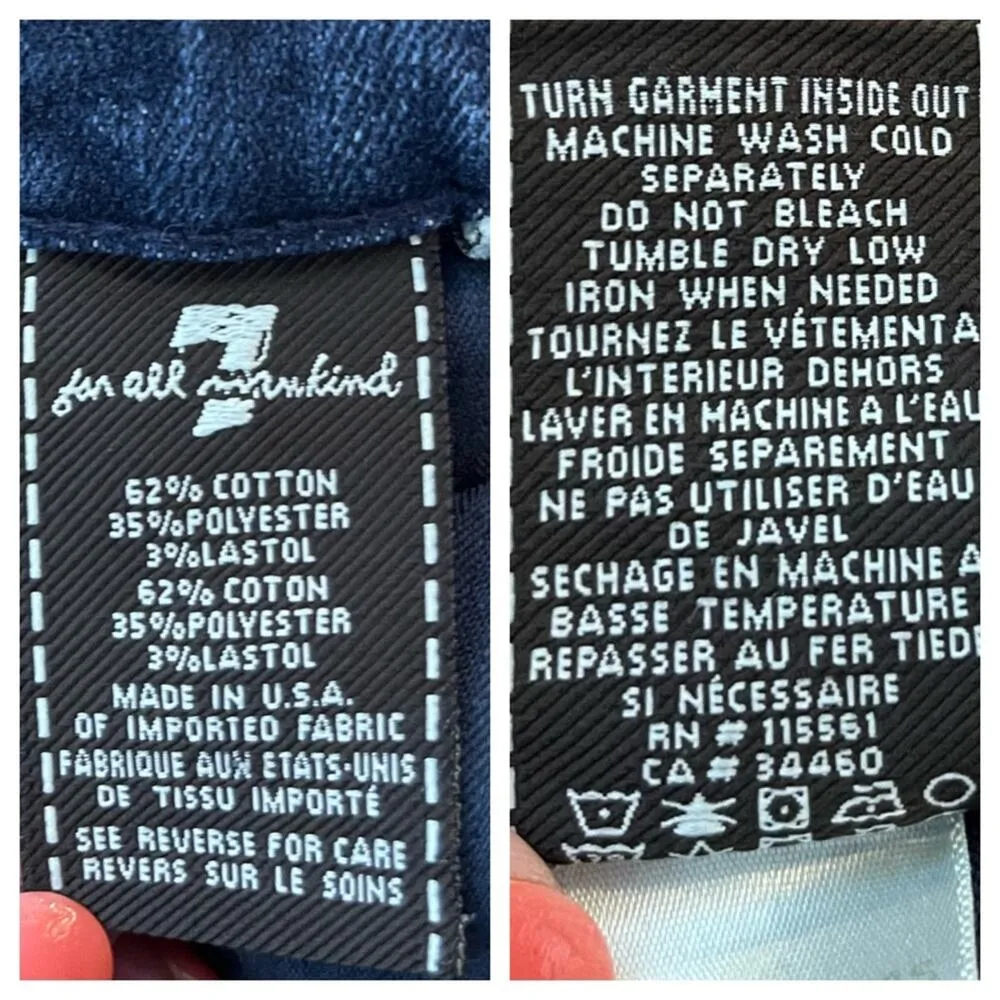 7
for all mankind
62% COTTON
35%POLYESTER
3%LASTOL
62% COTON
35%POLYESTER
3%LASTOL
MADE IN U.S.A.
OF IMPORTED FABRIC
FABRIQUE AUX ETATS-UNIS
DE TISSU IMPORTÉ
SEE REVERSE FOR CARE
REVERS SUR LE SOINS
TURN GARMENT INSIDE OUT
MACHINE WASH COLD
SEPARATELY
DO NOT BLEACH
TUMBLE DRY LOW
IRON WHEN NEEDED
TOURNEZ LE VÉTEMENT A
L'INTERIEUR DEHORS
LAVER EN MACHINE A L'EAU
FROIDE SEPAREMENT
NE PAS UTILISER D'EAU
DE JAVEL
SECHAGE EN MACHINE A
BASSE TEMPERATURE
REPASSER AU FER TIEDE
SI NÉCESSAIRE
RN # 115561
CA # 34460